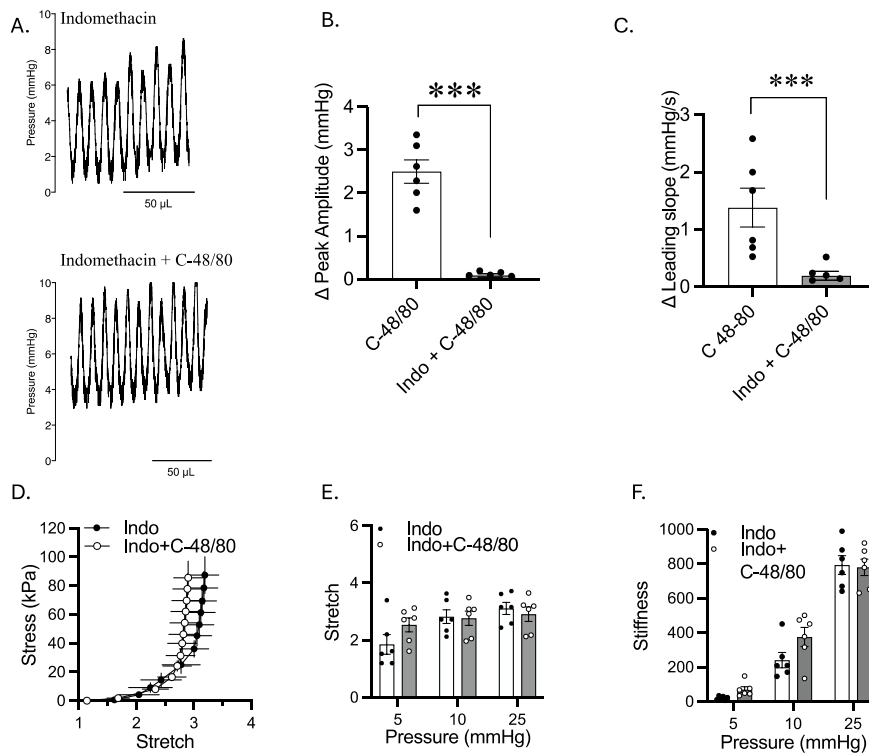 A.
Indomethacin
10
8
6
4
2
0
Pressure (mmHg)
50 µL
Indomethacin + C-48/80
10
8
6
4
2
0
Pressure (mmHg)
50 µL
B.
***
4
3
2
1
0
Δ Peak Amplitude (mmHg)
C-48/80
Indo + C-48/80
C.
***
3
2
1
0
Δ Leading slope (mmHg/s)
C 48-80
Indo + C-48/80
D.
Indo
Indo+C-48/80
120
100
80
60
40
20
0
Stress (kPa)
1 2 3 4
Stretch
E.
Indo
Indo+C-48/80
6
4
2
0
Stretch
5 10 25
Pressure (mmHg)
F.
Indo
Indo+
C-48/80
1000
800
600
400
200
0
Stiffness
5 10 25
Pressure (mmHg)